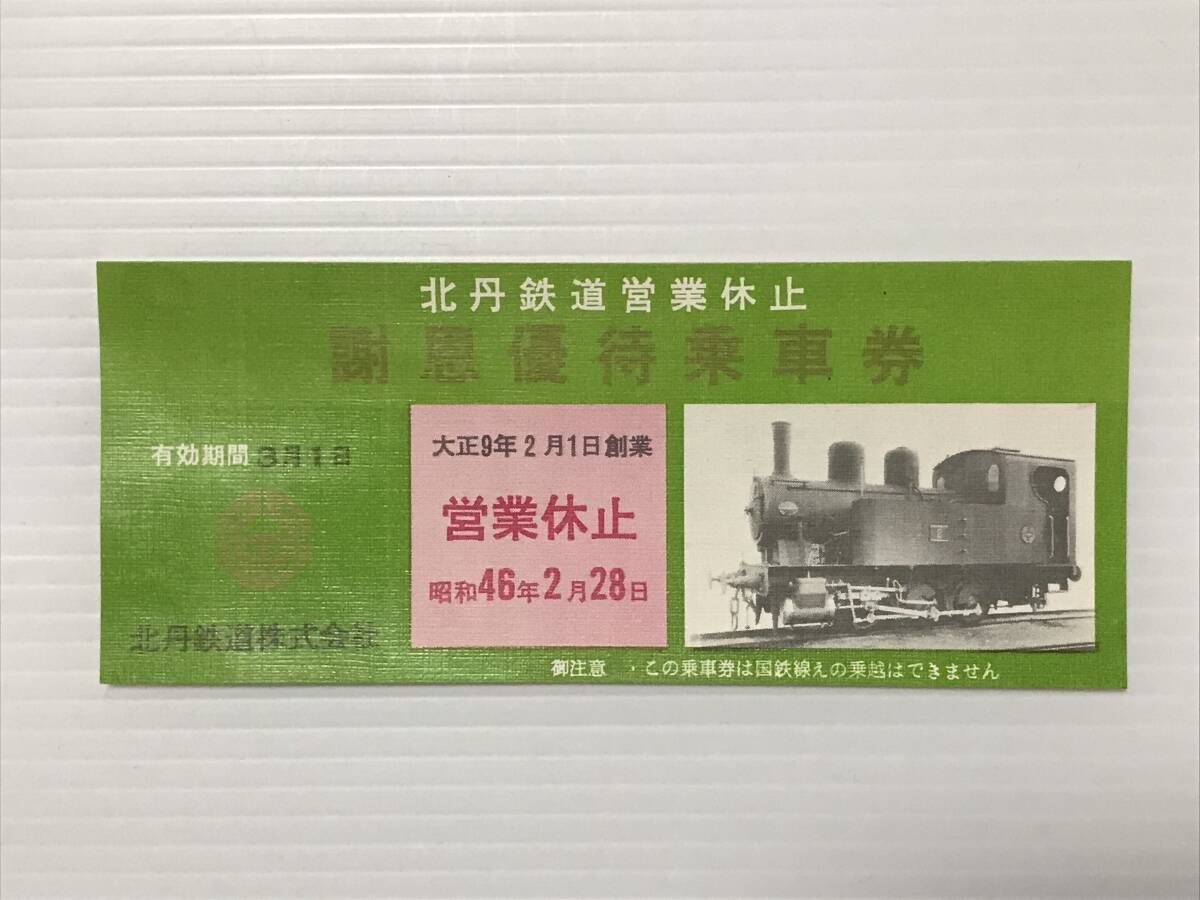 北丹鉄道営業休止
謝恩優待乗車券
有効期間 3月1日
大正9年2月1日創業
営業休止
昭和46年2月28日
北丹鉄道株式会社
御注意 ・この乗車券は国鉄線えの乗越はできません